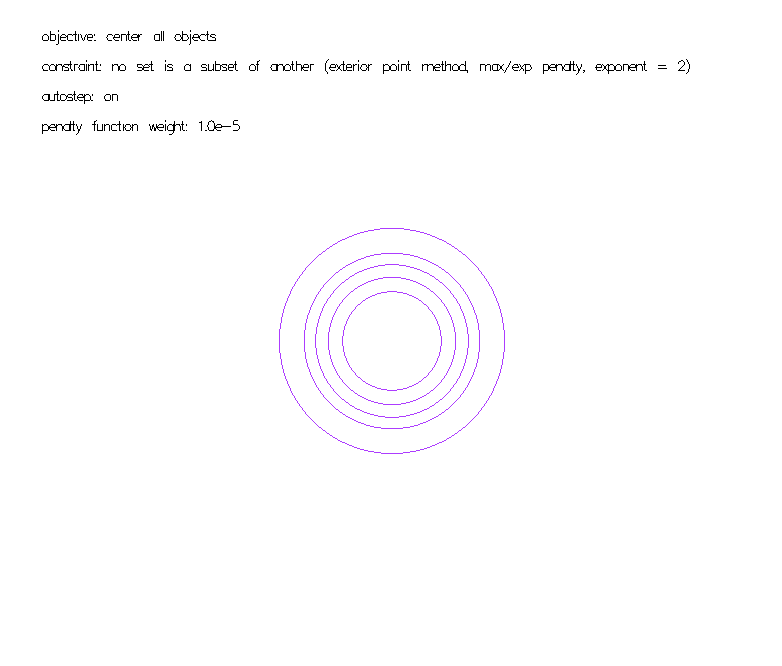 objective: center all objects
constraint: no set is a subset of another (exterior point method, max/exp penalty, exponent = 2)
autostep: on
penalty function weight: 1.0e-5